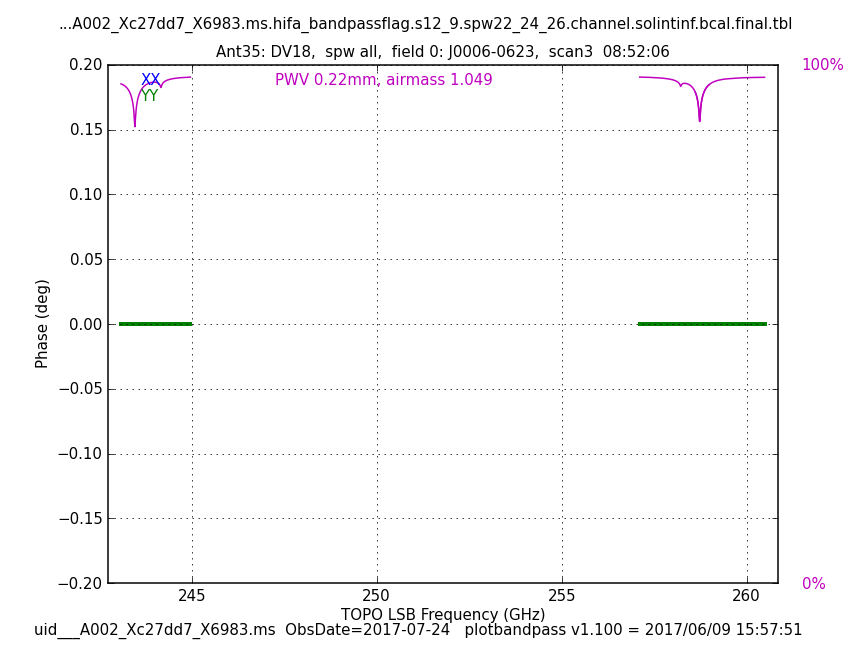 ...A002_Xc27dd7_X6983.ms.hifa_bandpassflag.s12_9.spw22_24_26.channel.solintinf.bcal.final.tbl
Ant35: DV18,  spw all,  field 0: J0006-0623,  scan3  08:52:06
0.20
100%
XX
PWV 0.22mm, airmass 1.049
YY
0.15
0.10
0.05
0.00
−0.05
−0.10
−0.15
−0.20
0%
Phase (deg)
245
250
255
260
TOPO LSB Frequency (GHz)
uid___A002_Xc27dd7_X6983.ms  ObsDate=2017-07-24   plotbandpass v1.100 = 2017/06/09 15:57:51